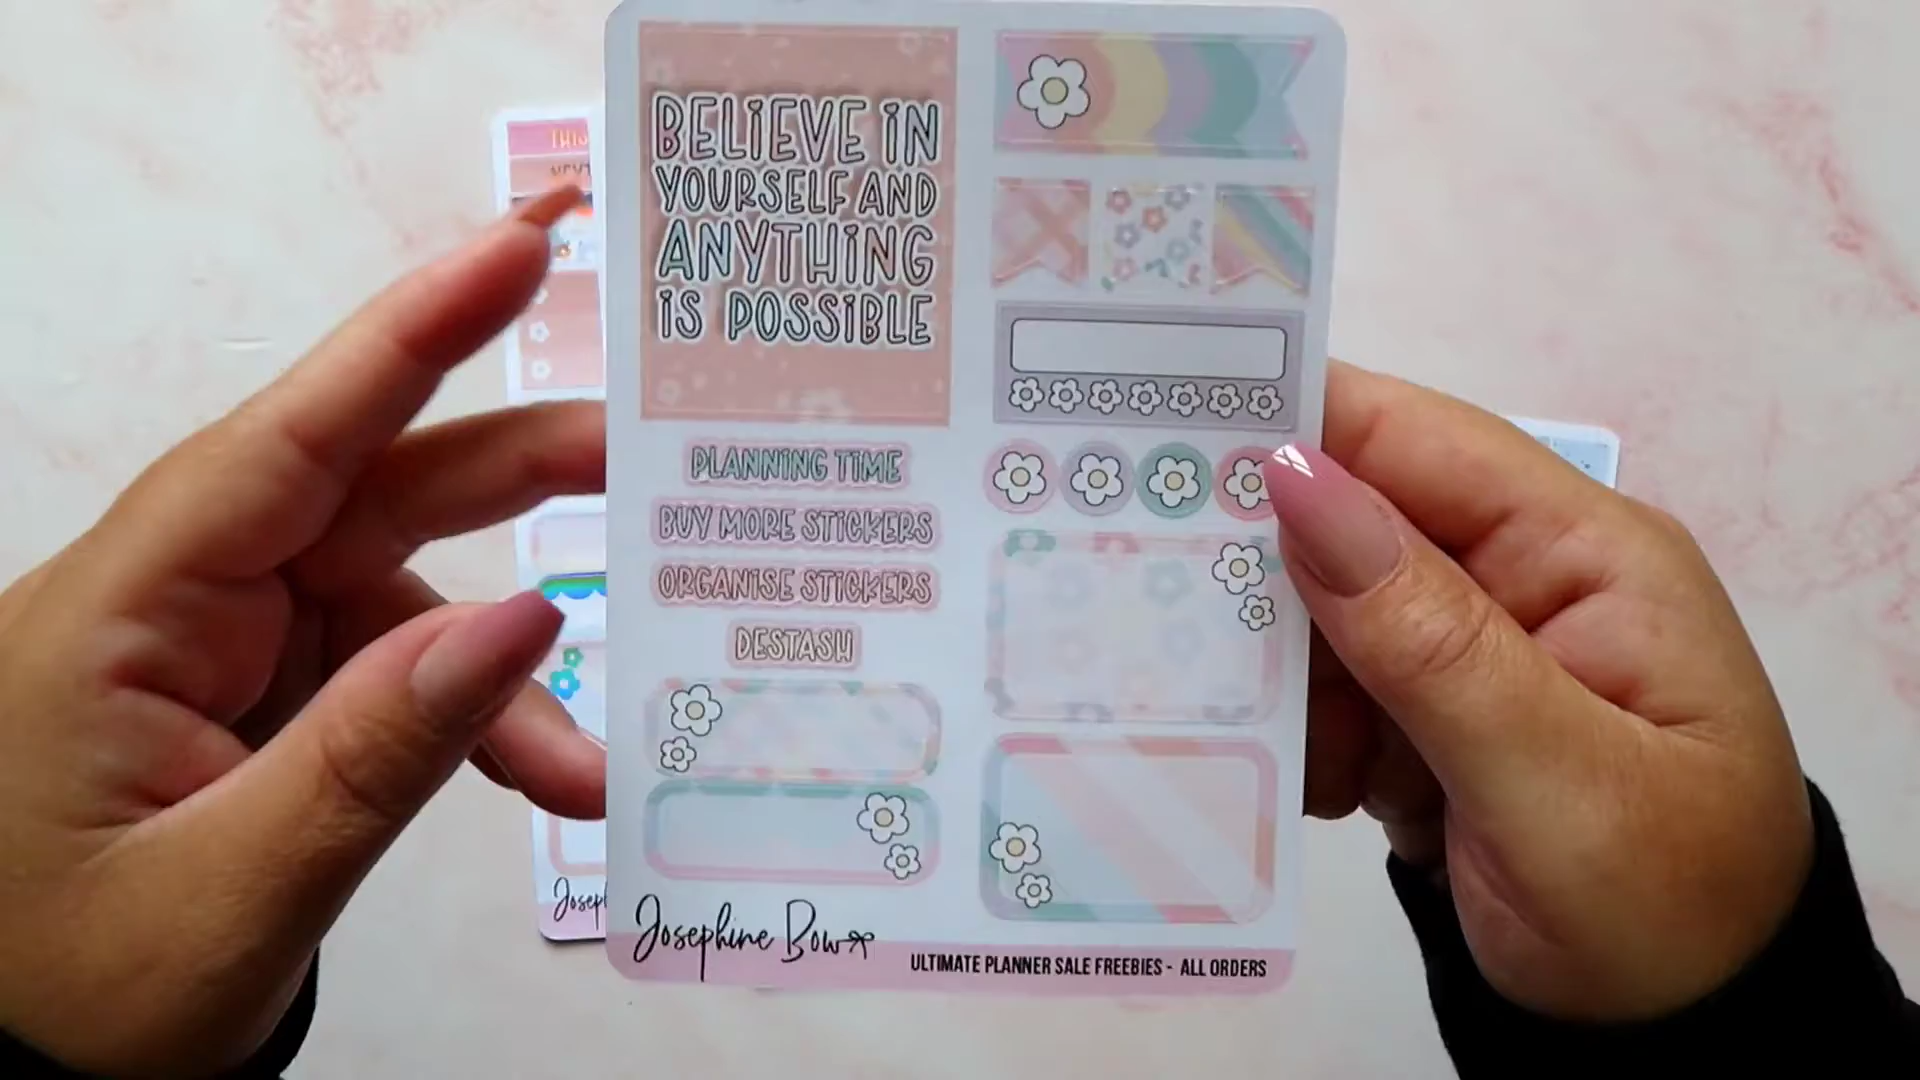 BELIEVE IN
YOURSELF AND
ANYTHING
IS POSSIBLE
PLANNING TIME
BUY MORE STICKERS
ORGANISE STICKERS
DESTASH
Josephine Bow
ULTIMATE PLANNER SALE FREEBIES - ALL ORDERS